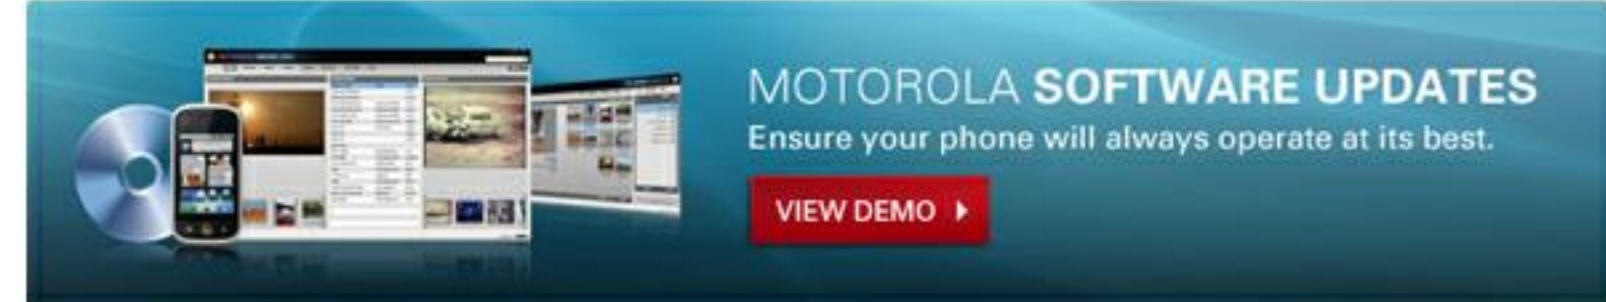 MOTOROLA SOFTWARE UPDATES
Ensure your phone will always operate at its best.
VIEW DEMO